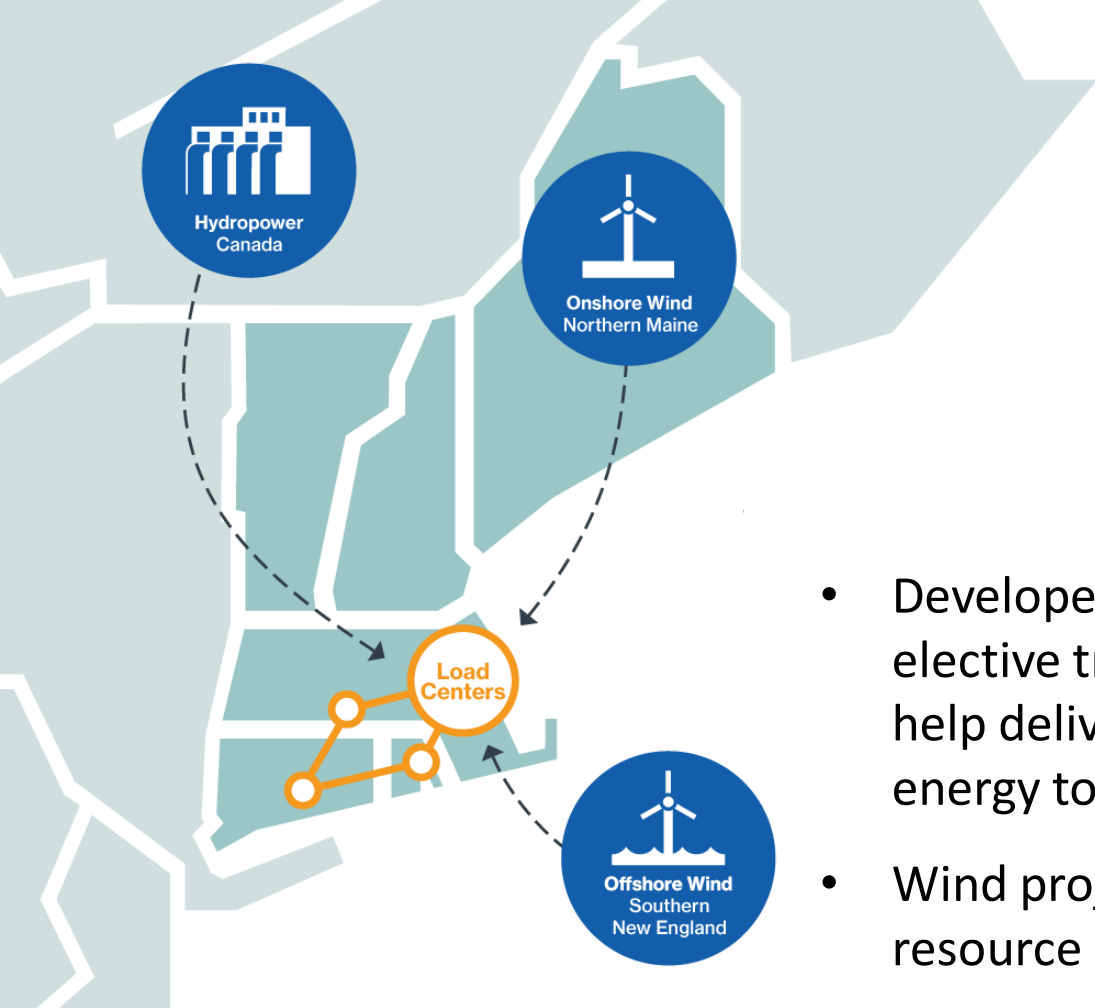 Hydropower
Canada
Onshore Wind
Northern Maine
Load
Centers
Offshore Wind
Southern
New England
• Develope
elective t
help deliv
energy to
• Wind pro
resource